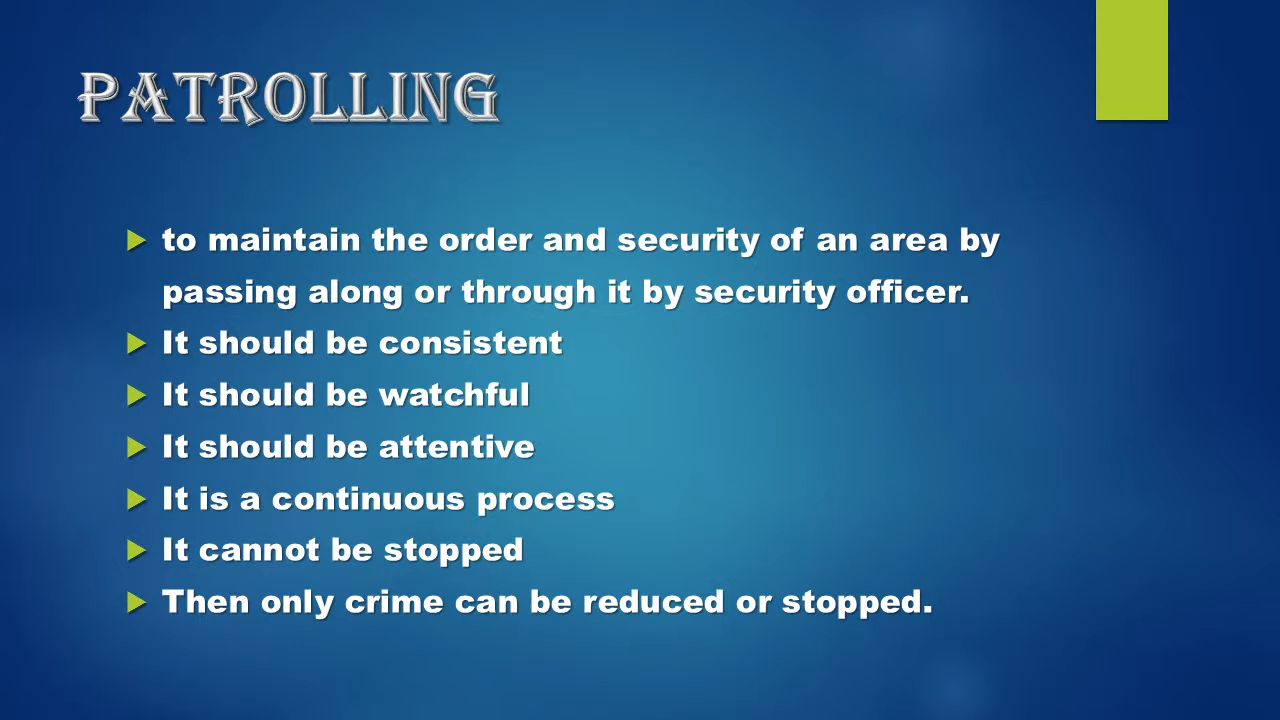 PATROLLING
to maintain the order and security of an area by
passing along or through it by security officer.
It should be consistent
It should be watchful
It should be attentive
It is a continuous process
It cannot be stopped
Then only crime can be reduced or stopped.